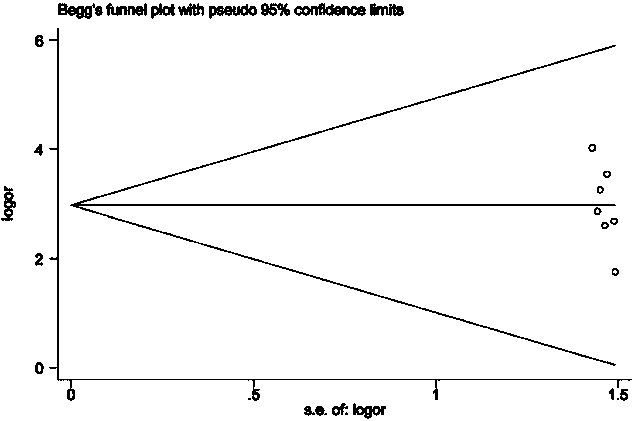 Begg's funnel plot with pseudo 95% confidence limits
6
4
2
0
logor
0 .5 1 1.5
s.e. of: logor